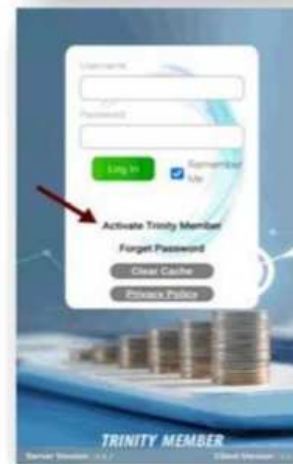 Username
Password
Log In
Remember Me
Activate Trinity Member
Forget Password
Clear Cache
Privacy Policy
TRINITY MEMBER
Server Version
Client Version